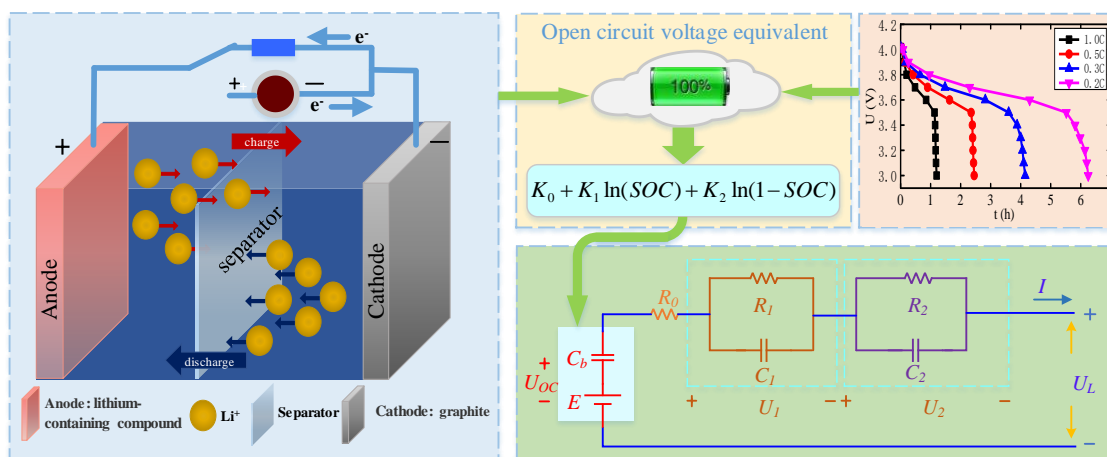 e⁻
+
−
e⁻
+
−
charge
separator
Anode
Cathode
discharge
Anode: lithium-
containing compound
Li⁺
Separator
Cathode: graphite
Open circuit voltage equivalent
100%
K₀ + K₁ ln(SOC) + K₂ ln(1−SOC)
U (V)
4.2
4.0
3.8
3.6
3.4
3.2
3.0
0
1
2
3
4
5
6
t (h)
1.0C
0.5C
0.3C
0.2C
R₀
R₁
C₁
+
U₁
−
R₂
C₂
+
U₂
−
I
+
U_L
−
+
U_OC
−
C_b
E